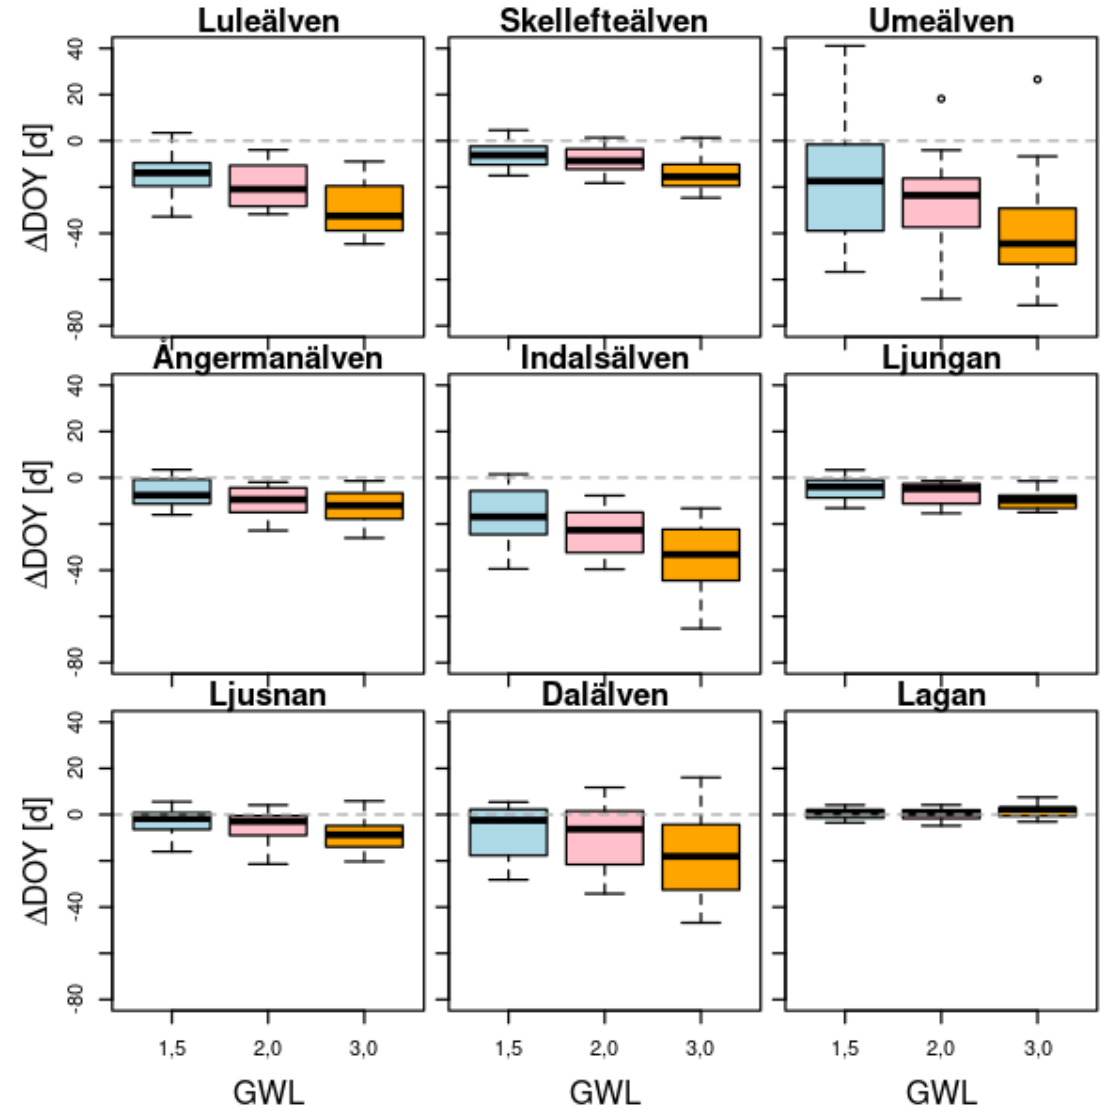 Luleälven Skellefteälven Umeälven
ΔDOY [d]
40
20
0
-40
-80
Ångermanälven Indalsälven Ljungan
ΔDOY [d]
40
20
0
-40
-80
Ljusnan Dalälven Lagan
ΔDOY [d]
40
20
0
-40
-80
1,5 2,0 3,0 1,5 2,0 3,0 1,5 2,0 3,0
GWL GWL GWL